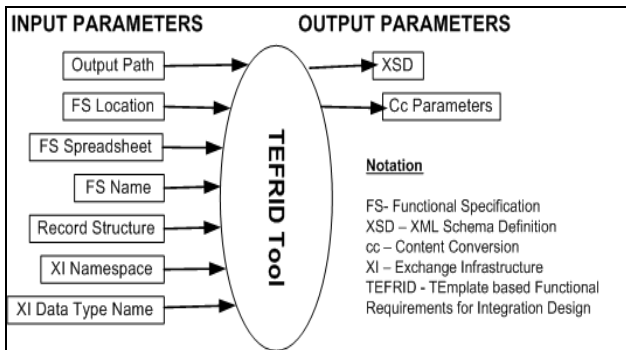 INPUT PARAMETERS
OUTPUT PARAMETERS
Output Path
FS Location
FS Spreadsheet
FS Name
Record Structure
XI Namespace
XI Data Type Name
TEFRID Tool
XSD
Cc Parameters
Notation
FS- Functional Specification
XSD – XML Schema Definition
cc – Content Conversion
XI – Exchange Infrastructure
TEFRID - TEmplate based Functional
Requirements for Integration Design